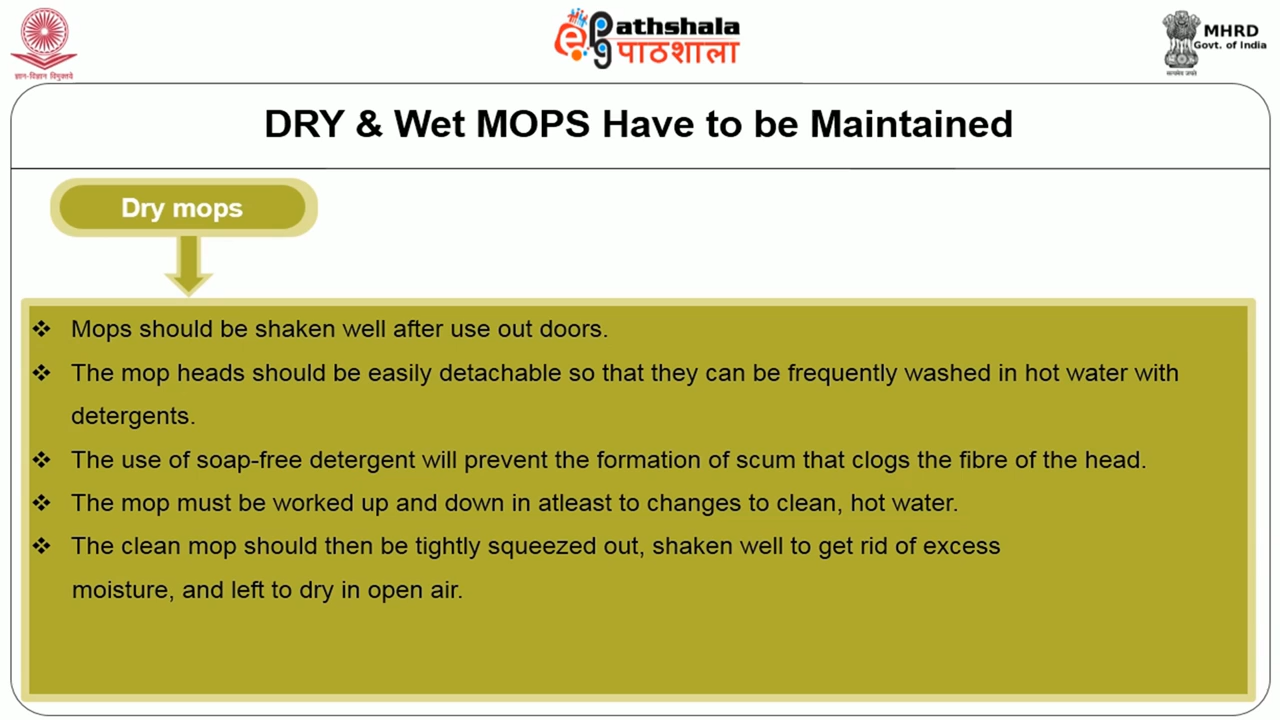 ePG Pathshala
पाठशाला
MHRD
Govt. of India
ज्ञान-विज्ञान विमुक्तये
सत्यमेव जयते
DRY & Wet MOPS Have to be Maintained
Dry mops
❖ Mops should be shaken well after use out doors.
❖ The mop heads should be easily detachable so that they can be frequently washed in hot water with
detergents.
❖ The use of soap-free detergent will prevent the formation of scum that clogs the fibre of the head.
❖ The mop must be worked up and down in atleast to changes to clean, hot water.
❖ The clean mop should then be tightly squeezed out, shaken well to get rid of excess
moisture, and left to dry in open air.